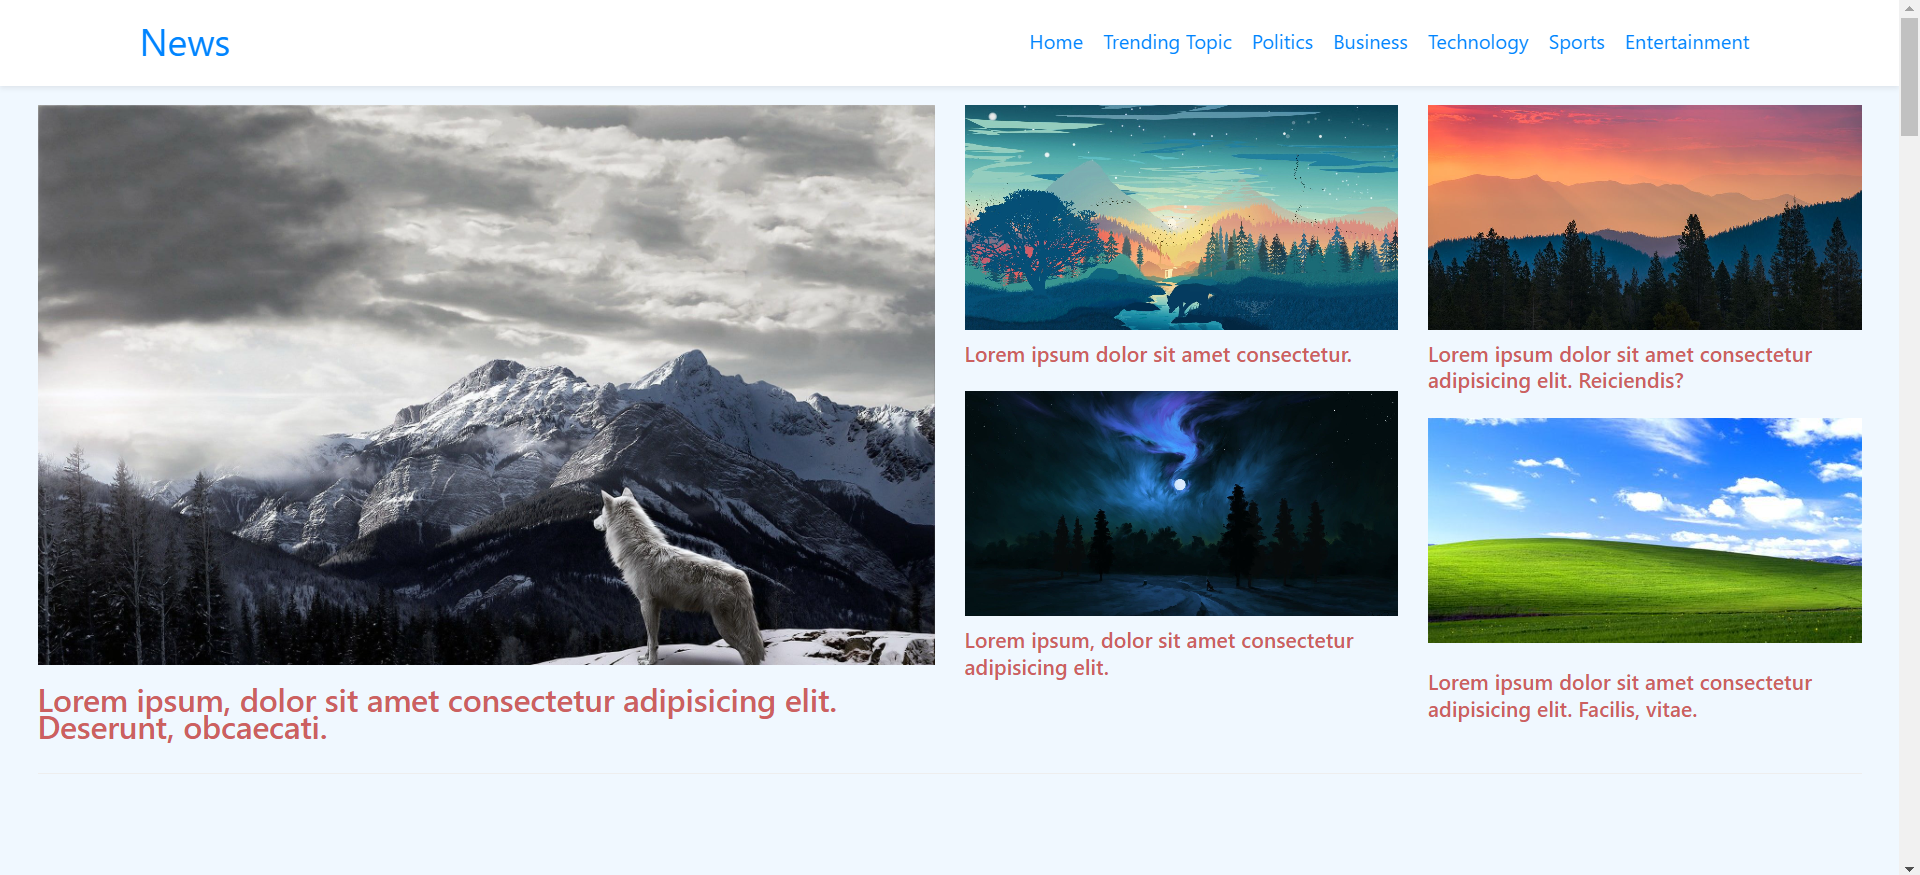 News
Home Trending Topic Politics Business Technology Sports Entertainment
Lorem ipsum, dolor sit amet consectetur adipisicing elit.
Deserunt, obcaecati.
Lorem ipsum dolor sit amet consectetur.
Lorem ipsum, dolor sit amet consectetur
adipisicing elit.
Lorem ipsum dolor sit amet consectetur
adipisicing elit. Reiciendis?
Lorem ipsum dolor sit amet consectetur
adipisicing elit. Facilis, vitae.